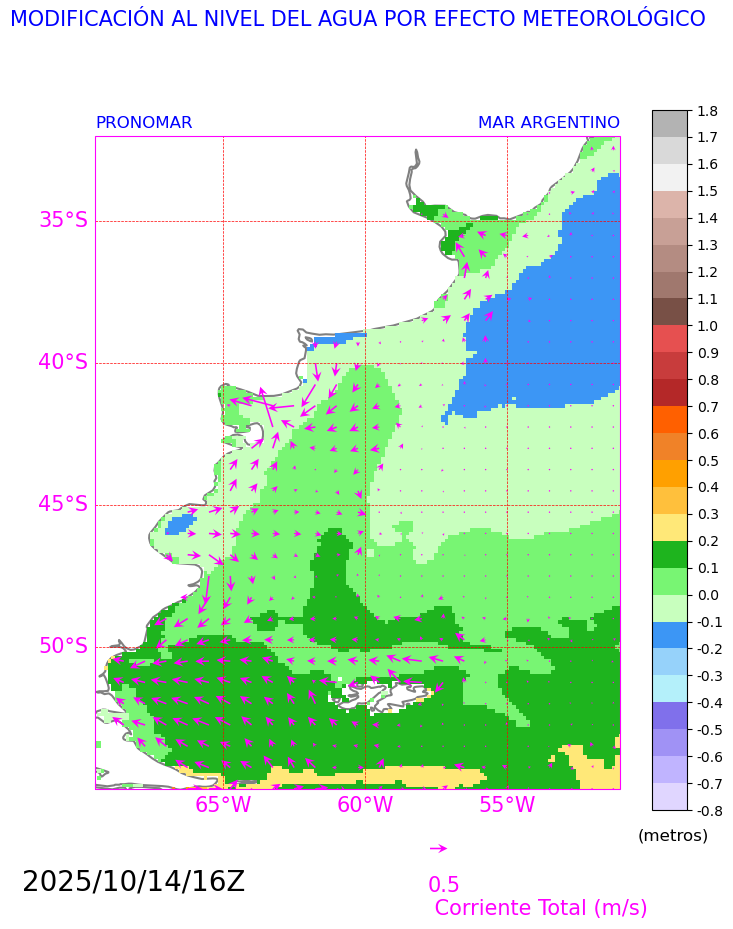 MODIFICACIÓN AL NIVEL DEL AGUA POR EFECTO METEOROLÓGICO
PRONOMAR
MAR ARGENTINO
35°S
40°S
45°S
50°S
65°W
60°W
55°W
1.8
1.7
1.6
1.5
1.4
1.3
1.2
1.1
1.0
0.9
0.8
0.7
0.6
0.5
0.4
0.3
0.2
0.1
0.0
-0.1
-0.2
-0.3
-0.4
-0.5
-0.6
-0.7
-0.8
(metros)
2025/10/14/16Z
0.5
Corriente Total (m/s)